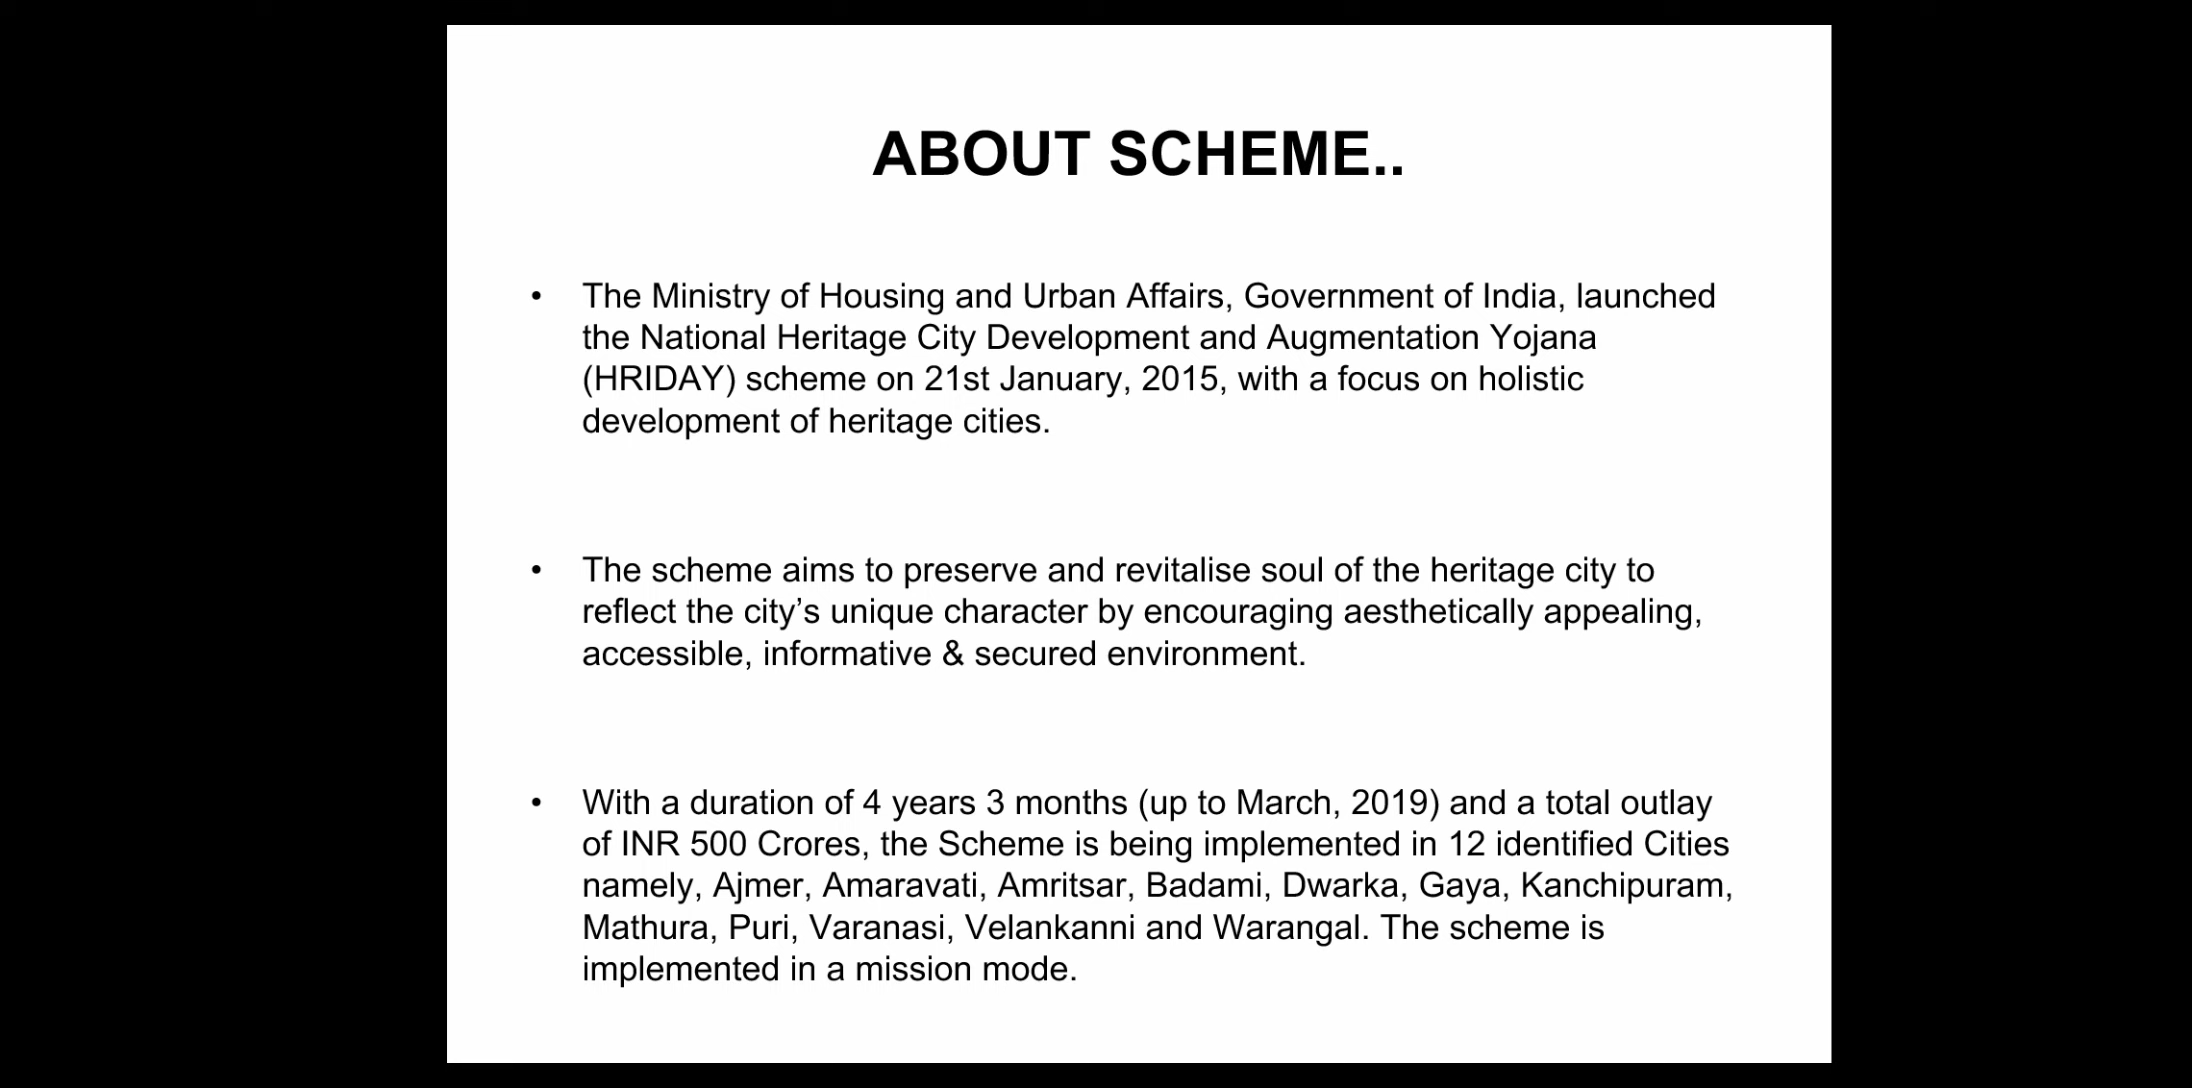 ABOUT SCHEME..
• The Ministry of Housing and Urban Affairs, Government of India, launched
the National Heritage City Development and Augmentation Yojana
(HRIDAY) scheme on 21st January, 2015, with a focus on holistic
development of heritage cities.
• The scheme aims to preserve and revitalise soul of the heritage city to
reflect the city’s unique character by encouraging aesthetically appealing,
accessible, informative & secured environment.
• With a duration of 4 years 3 months (up to March, 2019) and a total outlay
of INR 500 Crores, the Scheme is being implemented in 12 identified Cities
namely, Ajmer, Amaravati, Amritsar, Badami, Dwarka, Gaya, Kanchipuram,
Mathura, Puri, Varanasi, Velankanni and Warangal. The scheme is
implemented in a mission mode.